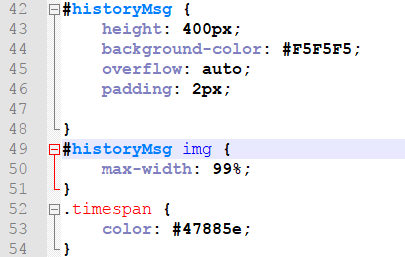 42 #historyMsg {
43 height: 400px;
44 background-color: #F5F5F5;
45 overflow: auto;
46 padding: 2px;
47
48 }
49 #historyMsg img {
50 max-width: 99%;
51 }
52 .timespan {
53 color: #47885e;
54 }